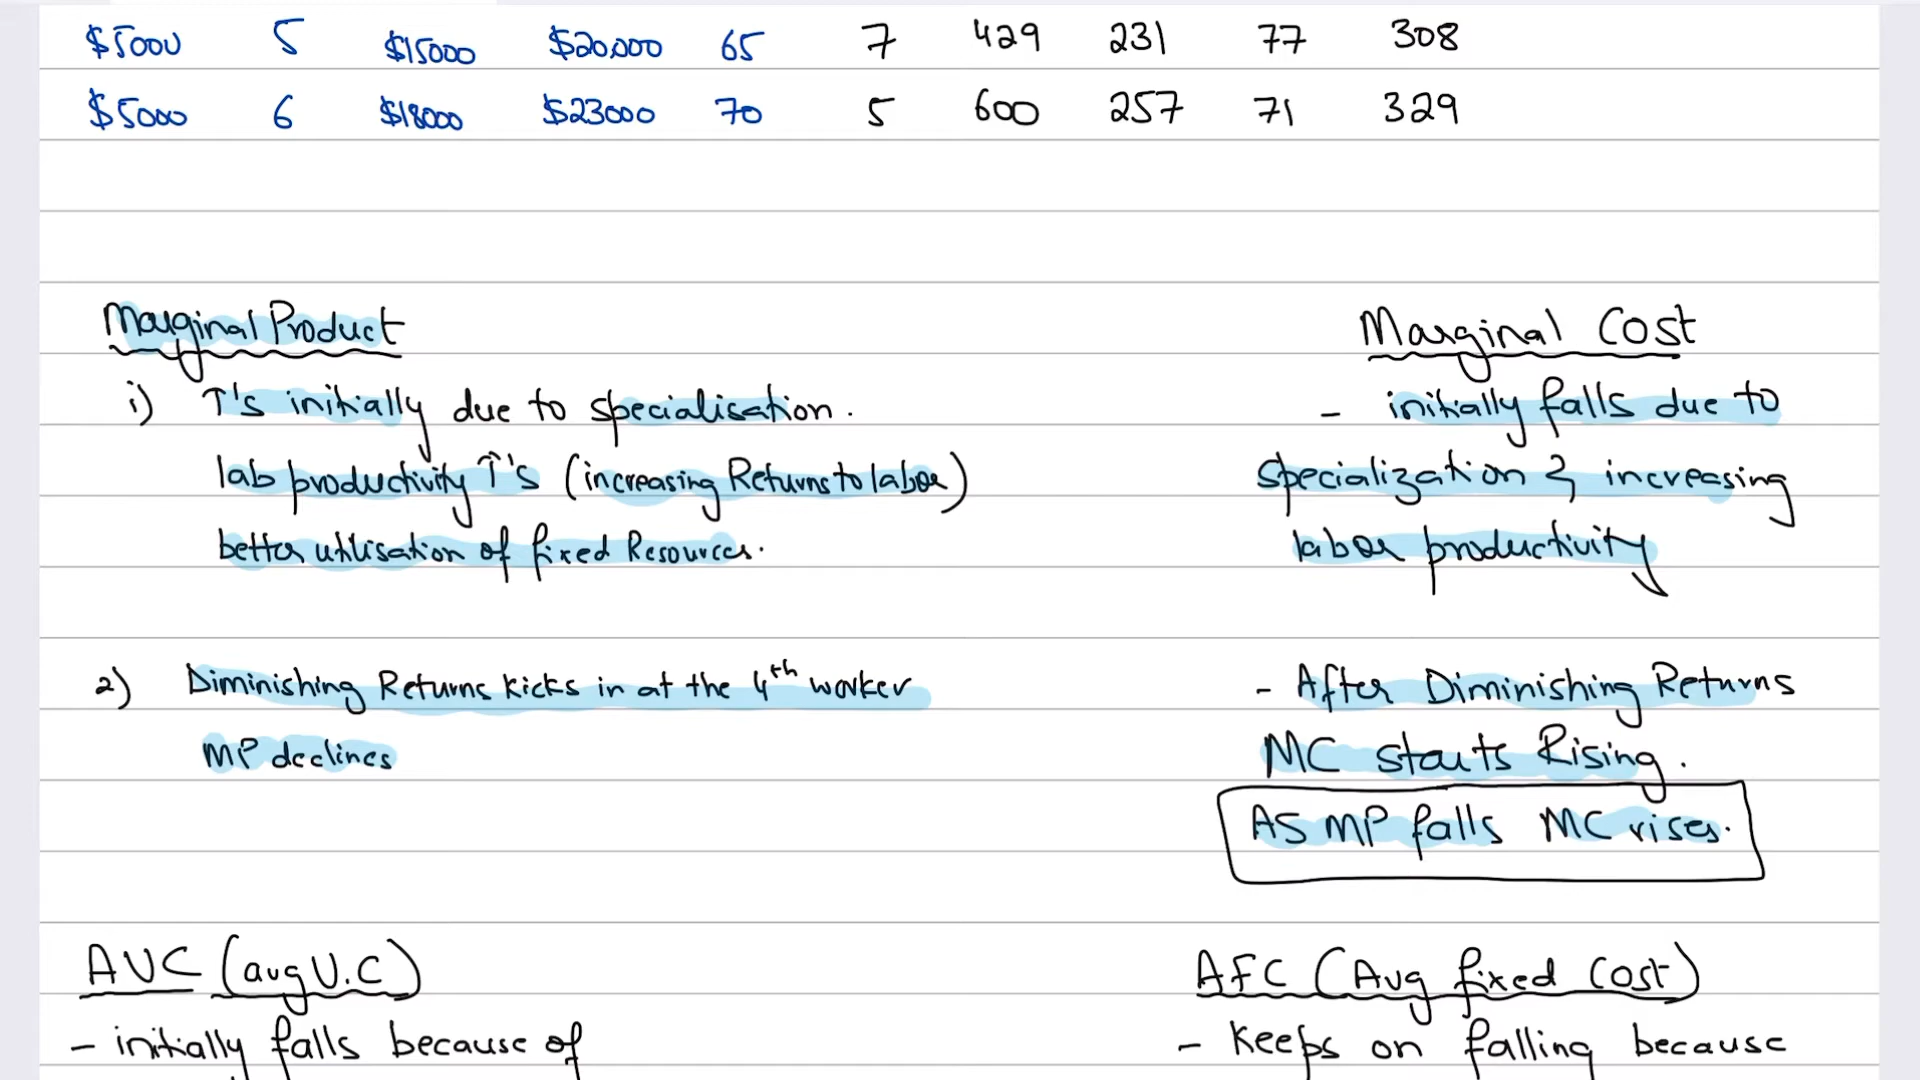 $5000 5 $15000 $20,000 65 7 429 231 77 308
$5000 6 $18000 $23000 70 5 600 257 71 329
Marginal Product
i) ↑'s initially due to specialisation.
lab productivity ↑'s (increasing Returns to labor)
better utilisation of fixed Resources.
2) Diminishing Returns kicks in at the 4th worker
MP declines
Marginal Cost
- initially falls due to
specialization & increasing
labor productivity
- After Diminishing Returns
MC starts Rising.
AS MP falls MC rises.
AVC (avg V.C)
- initially falls because of
AFC (Avg fixed Cost)
- Keeps on falling because